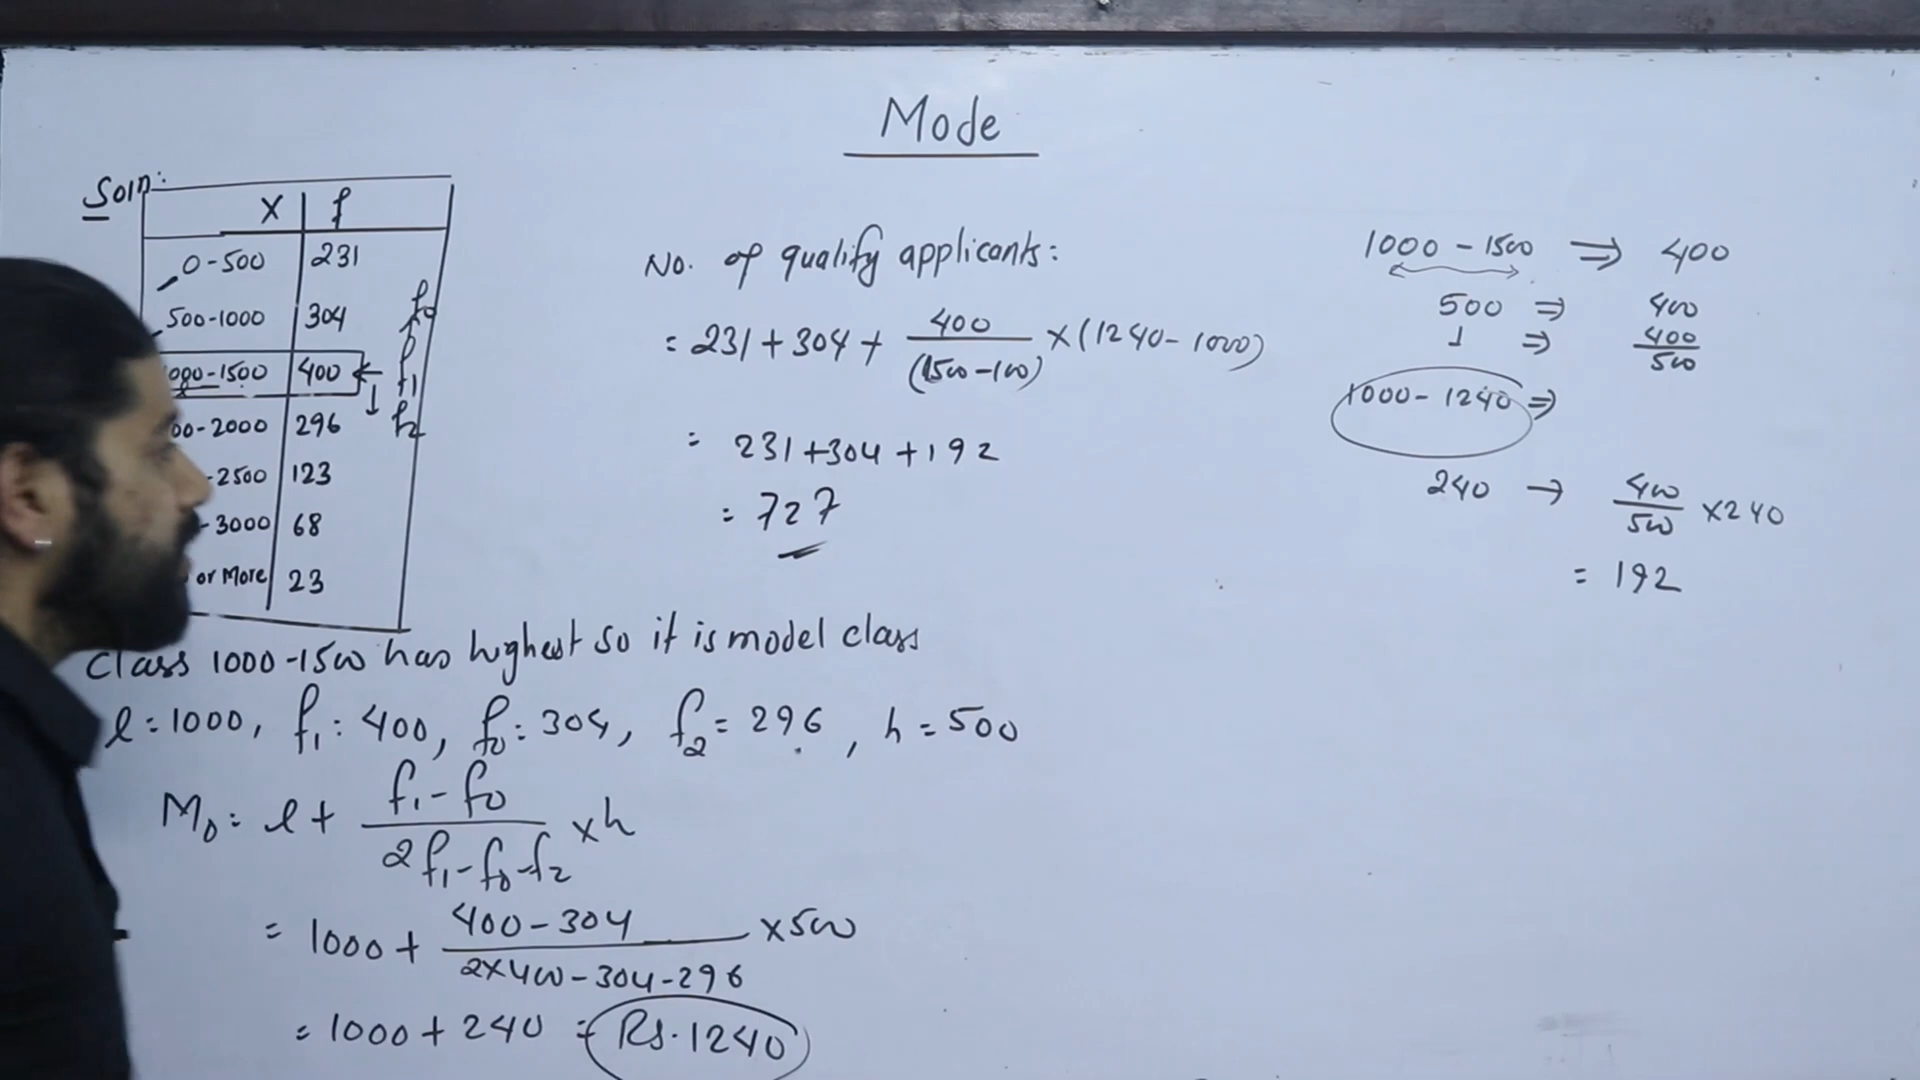 Mode
Soln:
X | f
0-500 | 231
500-1000 | 304 f0
000-1500 | 400 ← f1
00-2000 | 296 ↓ f2
-2500 | 123
-3000 | 68
or More | 23
Class 1000-1500 has highest so it is model class
l = 1000, f1 = 400, f0 = 304, f2 = 296, h = 500
M0 = l + (f1 - f0)/(2f1 - f0 - f2) × h
= 1000 + (400 - 304)/(2×400 - 304 - 296) × 500
= 1000 + 240 = Rs. 1240
No. of qualify applicants:
= 231 + 304 + 400/(1500-100) × (1240 - 1000)
= 231 + 304 + 192
= 727
1000 - 1500 ⇒ 400
500 ⇒ 400
1 ⇒ 400/500
1000 - 1240 ⇒
240 → 400/500 × 240
= 192